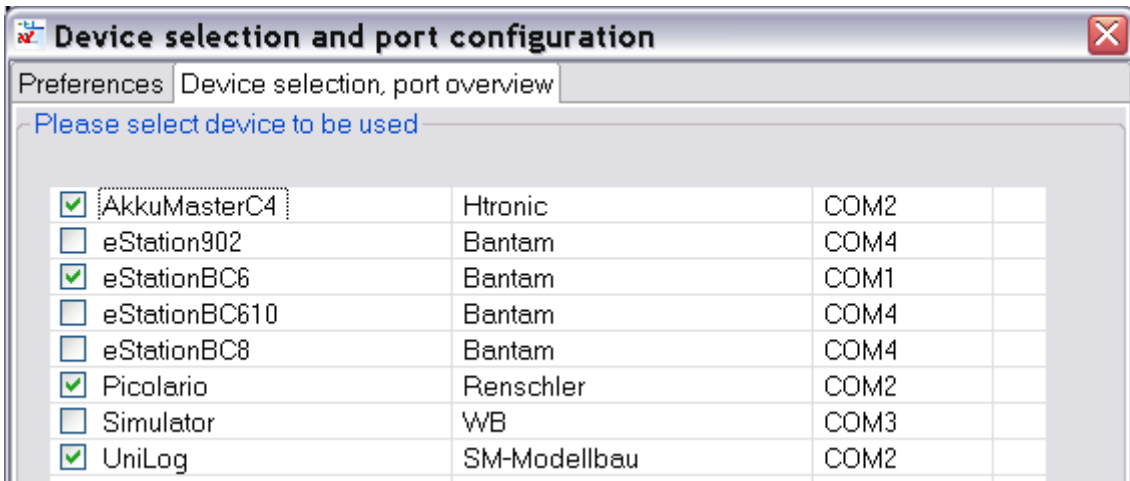 Device selection and port configuration
Preferences Device selection, port overview
Please select device to be used
AkkuMasterC4 Htronic COM2
eStation902 Bantam COM4
eStationBC6 Bantam COM1
eStationBC610 Bantam COM4
eStationBC8 Bantam COM4
Picolario Renschler COM2
Simulator WB COM3
UniLog SM-Modellbau COM2